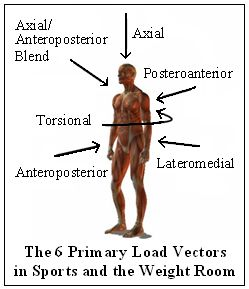 Axial/
Anteroposterior
Blend
Axial
Posteroanterior
Torsional
Anteroposterior
Lateromedial
The 6 Primary Load Vectors
in Sports and the Weight Room